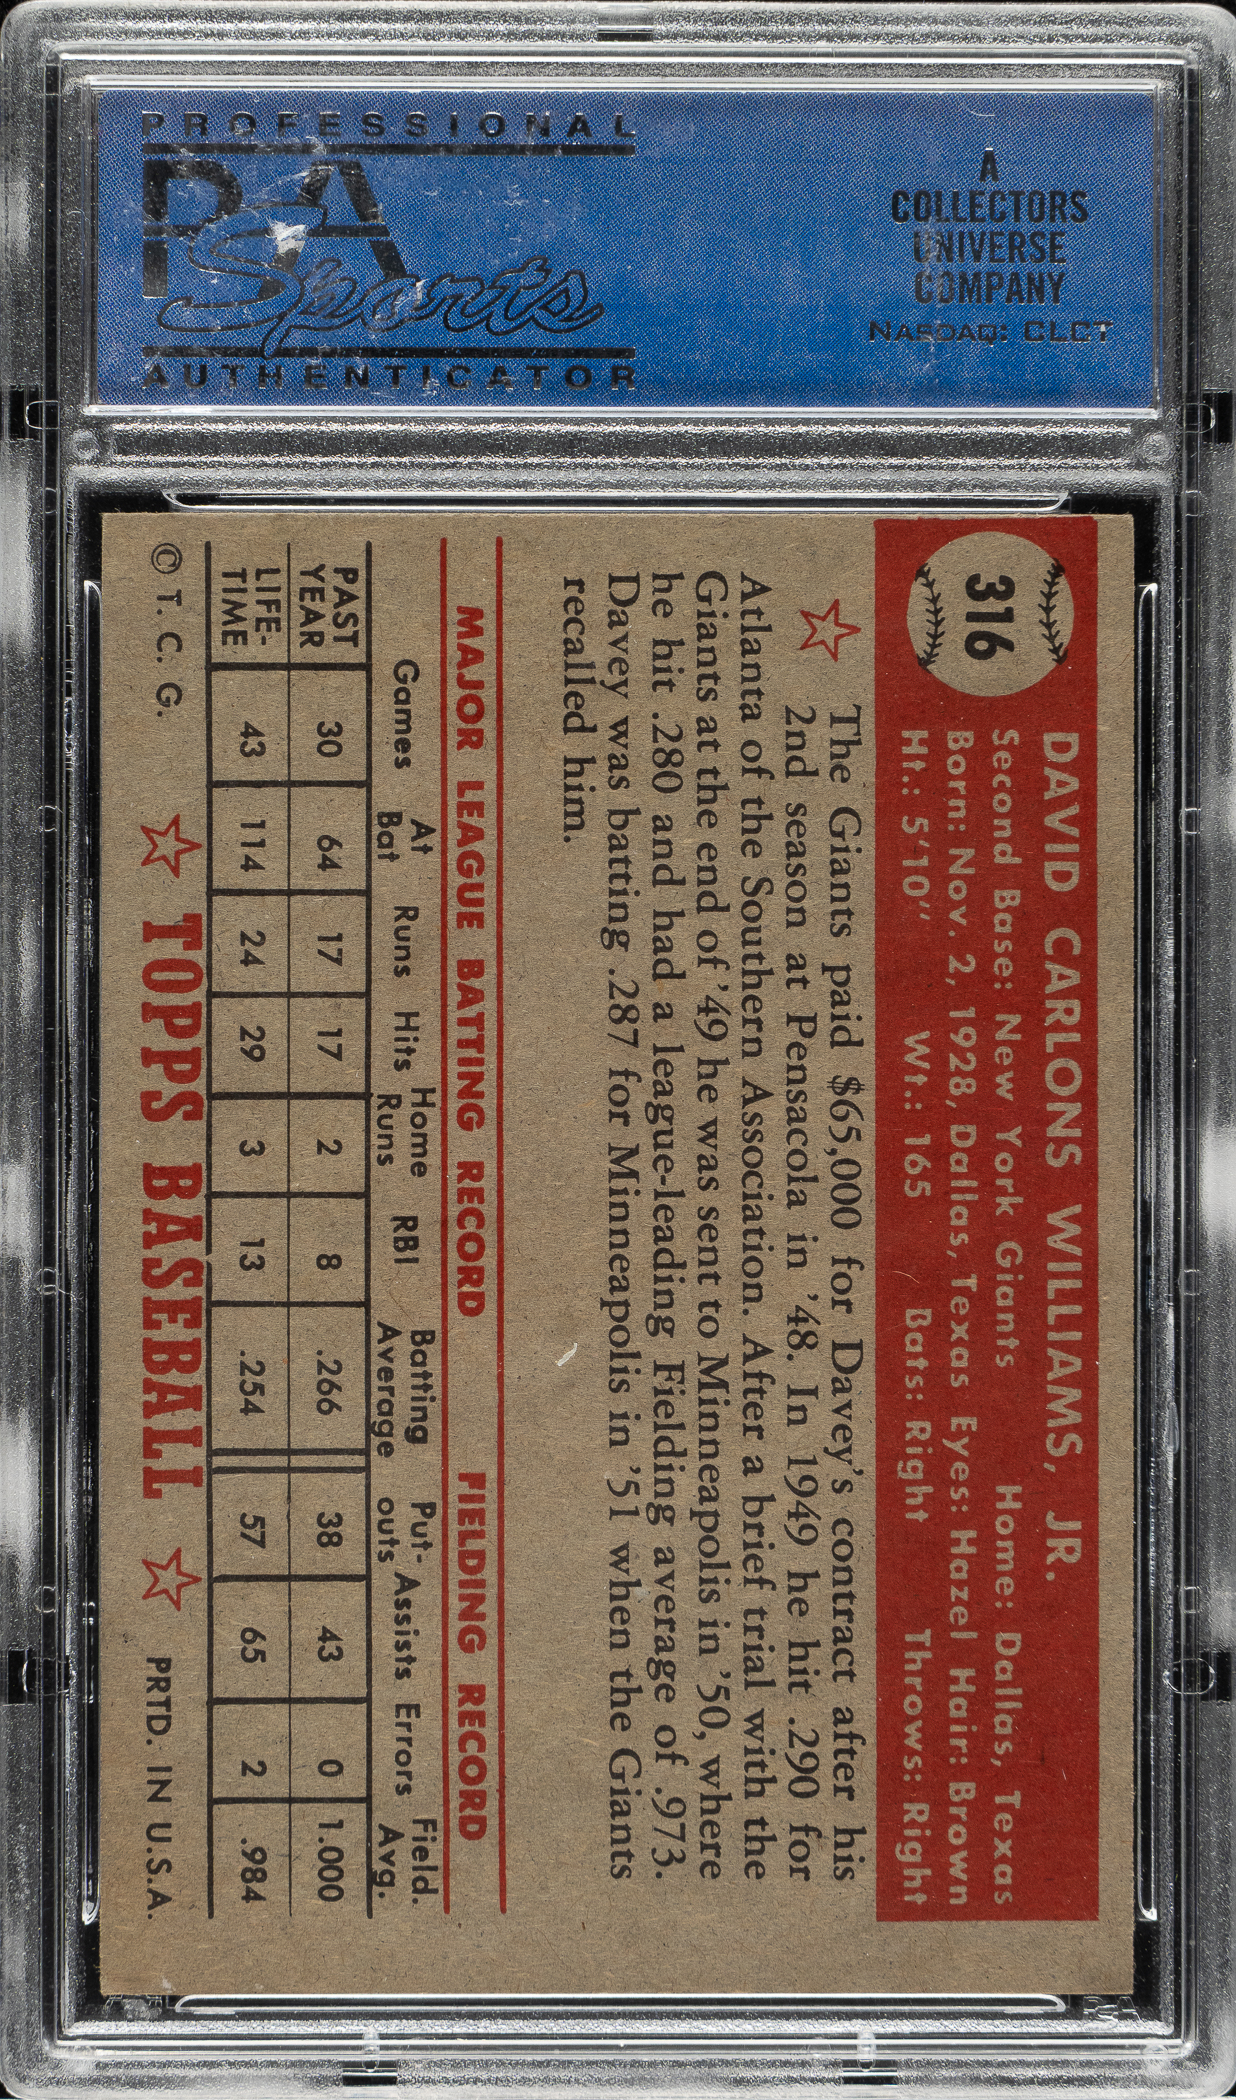 PROFESSIONAL
PSA
Sports
AUTHENTICATOR
A
COLLECTORS
UNIVERSE
COMPANY
NASDAQ: CLCT
316
DAVID CARLONS WILLIAMS, JR.
Second Base: New York Giants Home: Dallas, Texas
Born: Nov. 2, 1928, Dallas, Texas Eyes: Hazel Hair: Brown
Ht.: 5'10" Wt.: 165 Bats: Right Throws: Right
The Giants paid $65,000 for Davey's contract after his
2nd season at Pensacola in '48. In 1949 he hit .290 for
Atlanta of the Southern Association. After a brief trial with the
Giants at the end of '49 he was sent to Minneapolis in '50, where
he hit .280 and had a league-leading Fielding average of .973.
Davey was batting .287 for Minneapolis in '51 when the Giants
recalled him.
MAJOR LEAGUE BATTING RECORD FIELDING RECORD
Games At Bat Runs Hits Home Runs RBI Batting Average Put-outs Assists Errors Field. Avg.
PAST YEAR 30 64 17 17 2 8 .266 38 43 0 1.000
LIFE-TIME 43 114 24 29 3 13 .254 57 65 2 .984
© T. C. G. TOPPS BASEBALL PRTD. IN U.S.A.
PSA